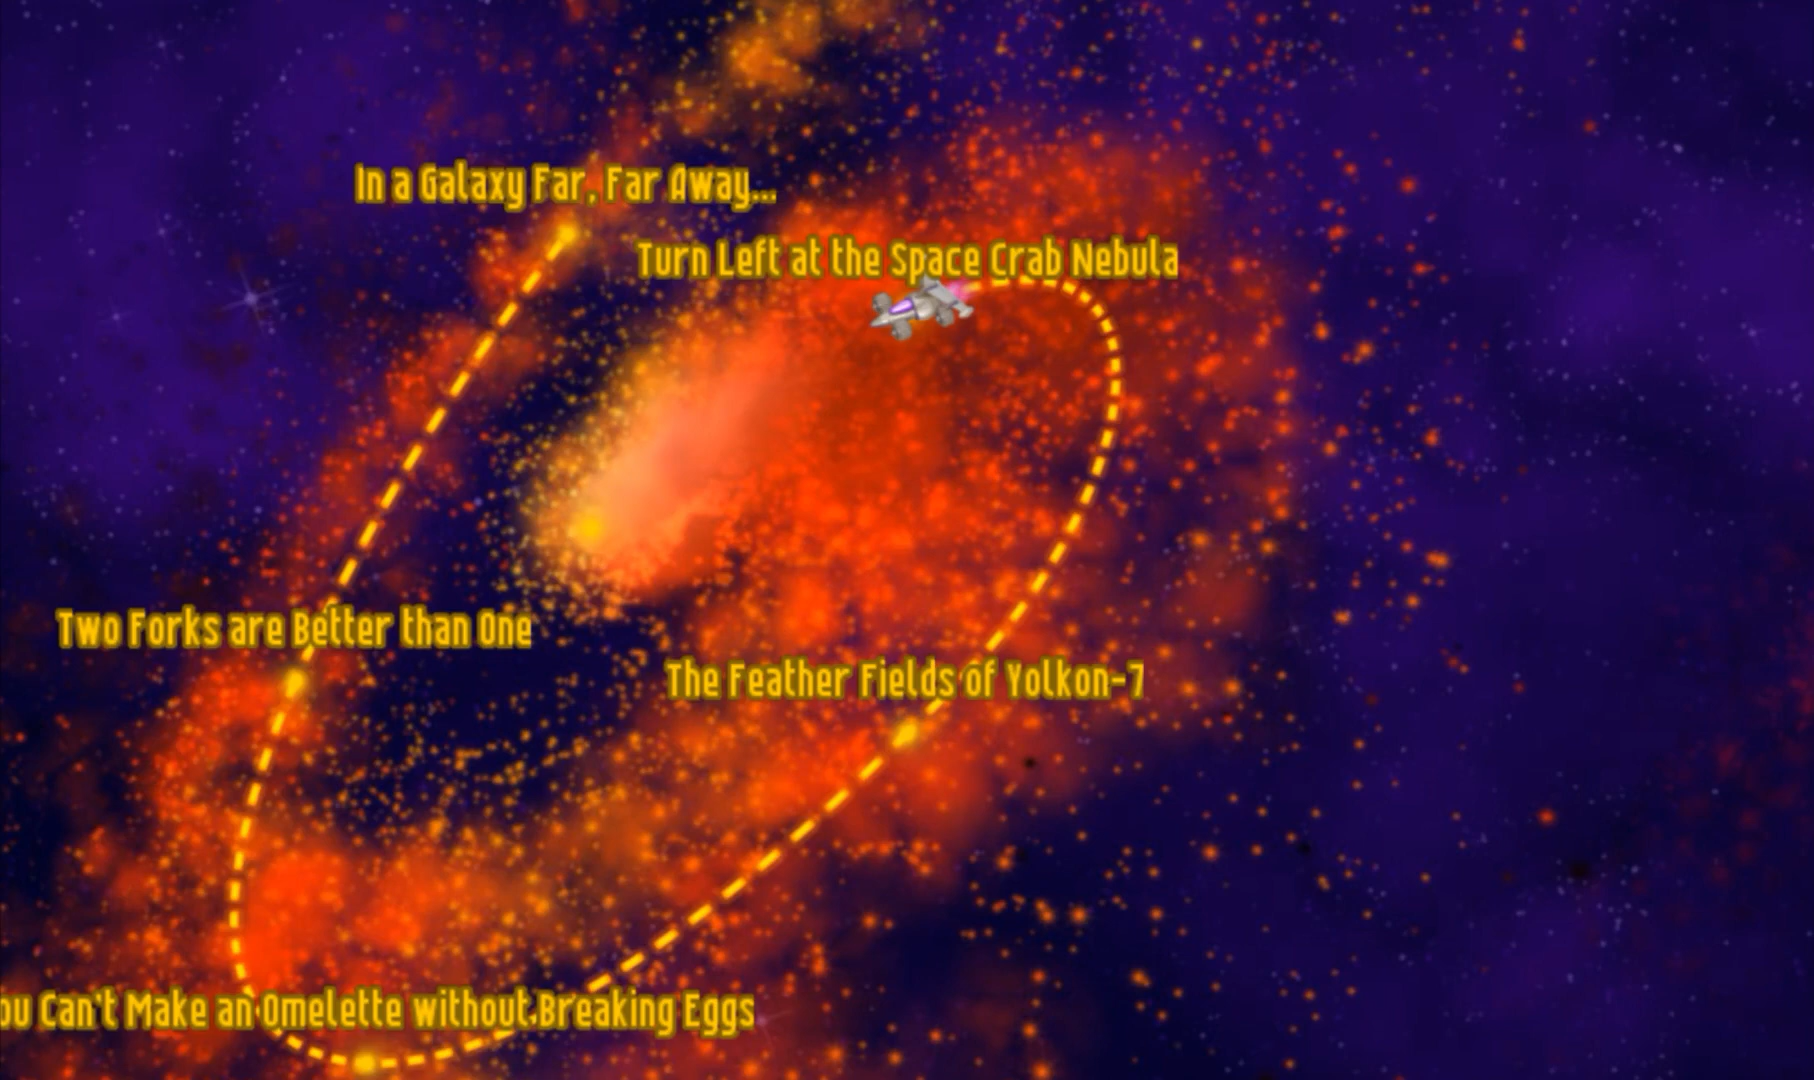 In a Galaxy Far, Far Away...
Turn Left at the Space Crab Nebula
Two Forks are Better than One
The Feather Fields of Yolkon-7
ou Can't Make an Omelette without Breaking Eggs